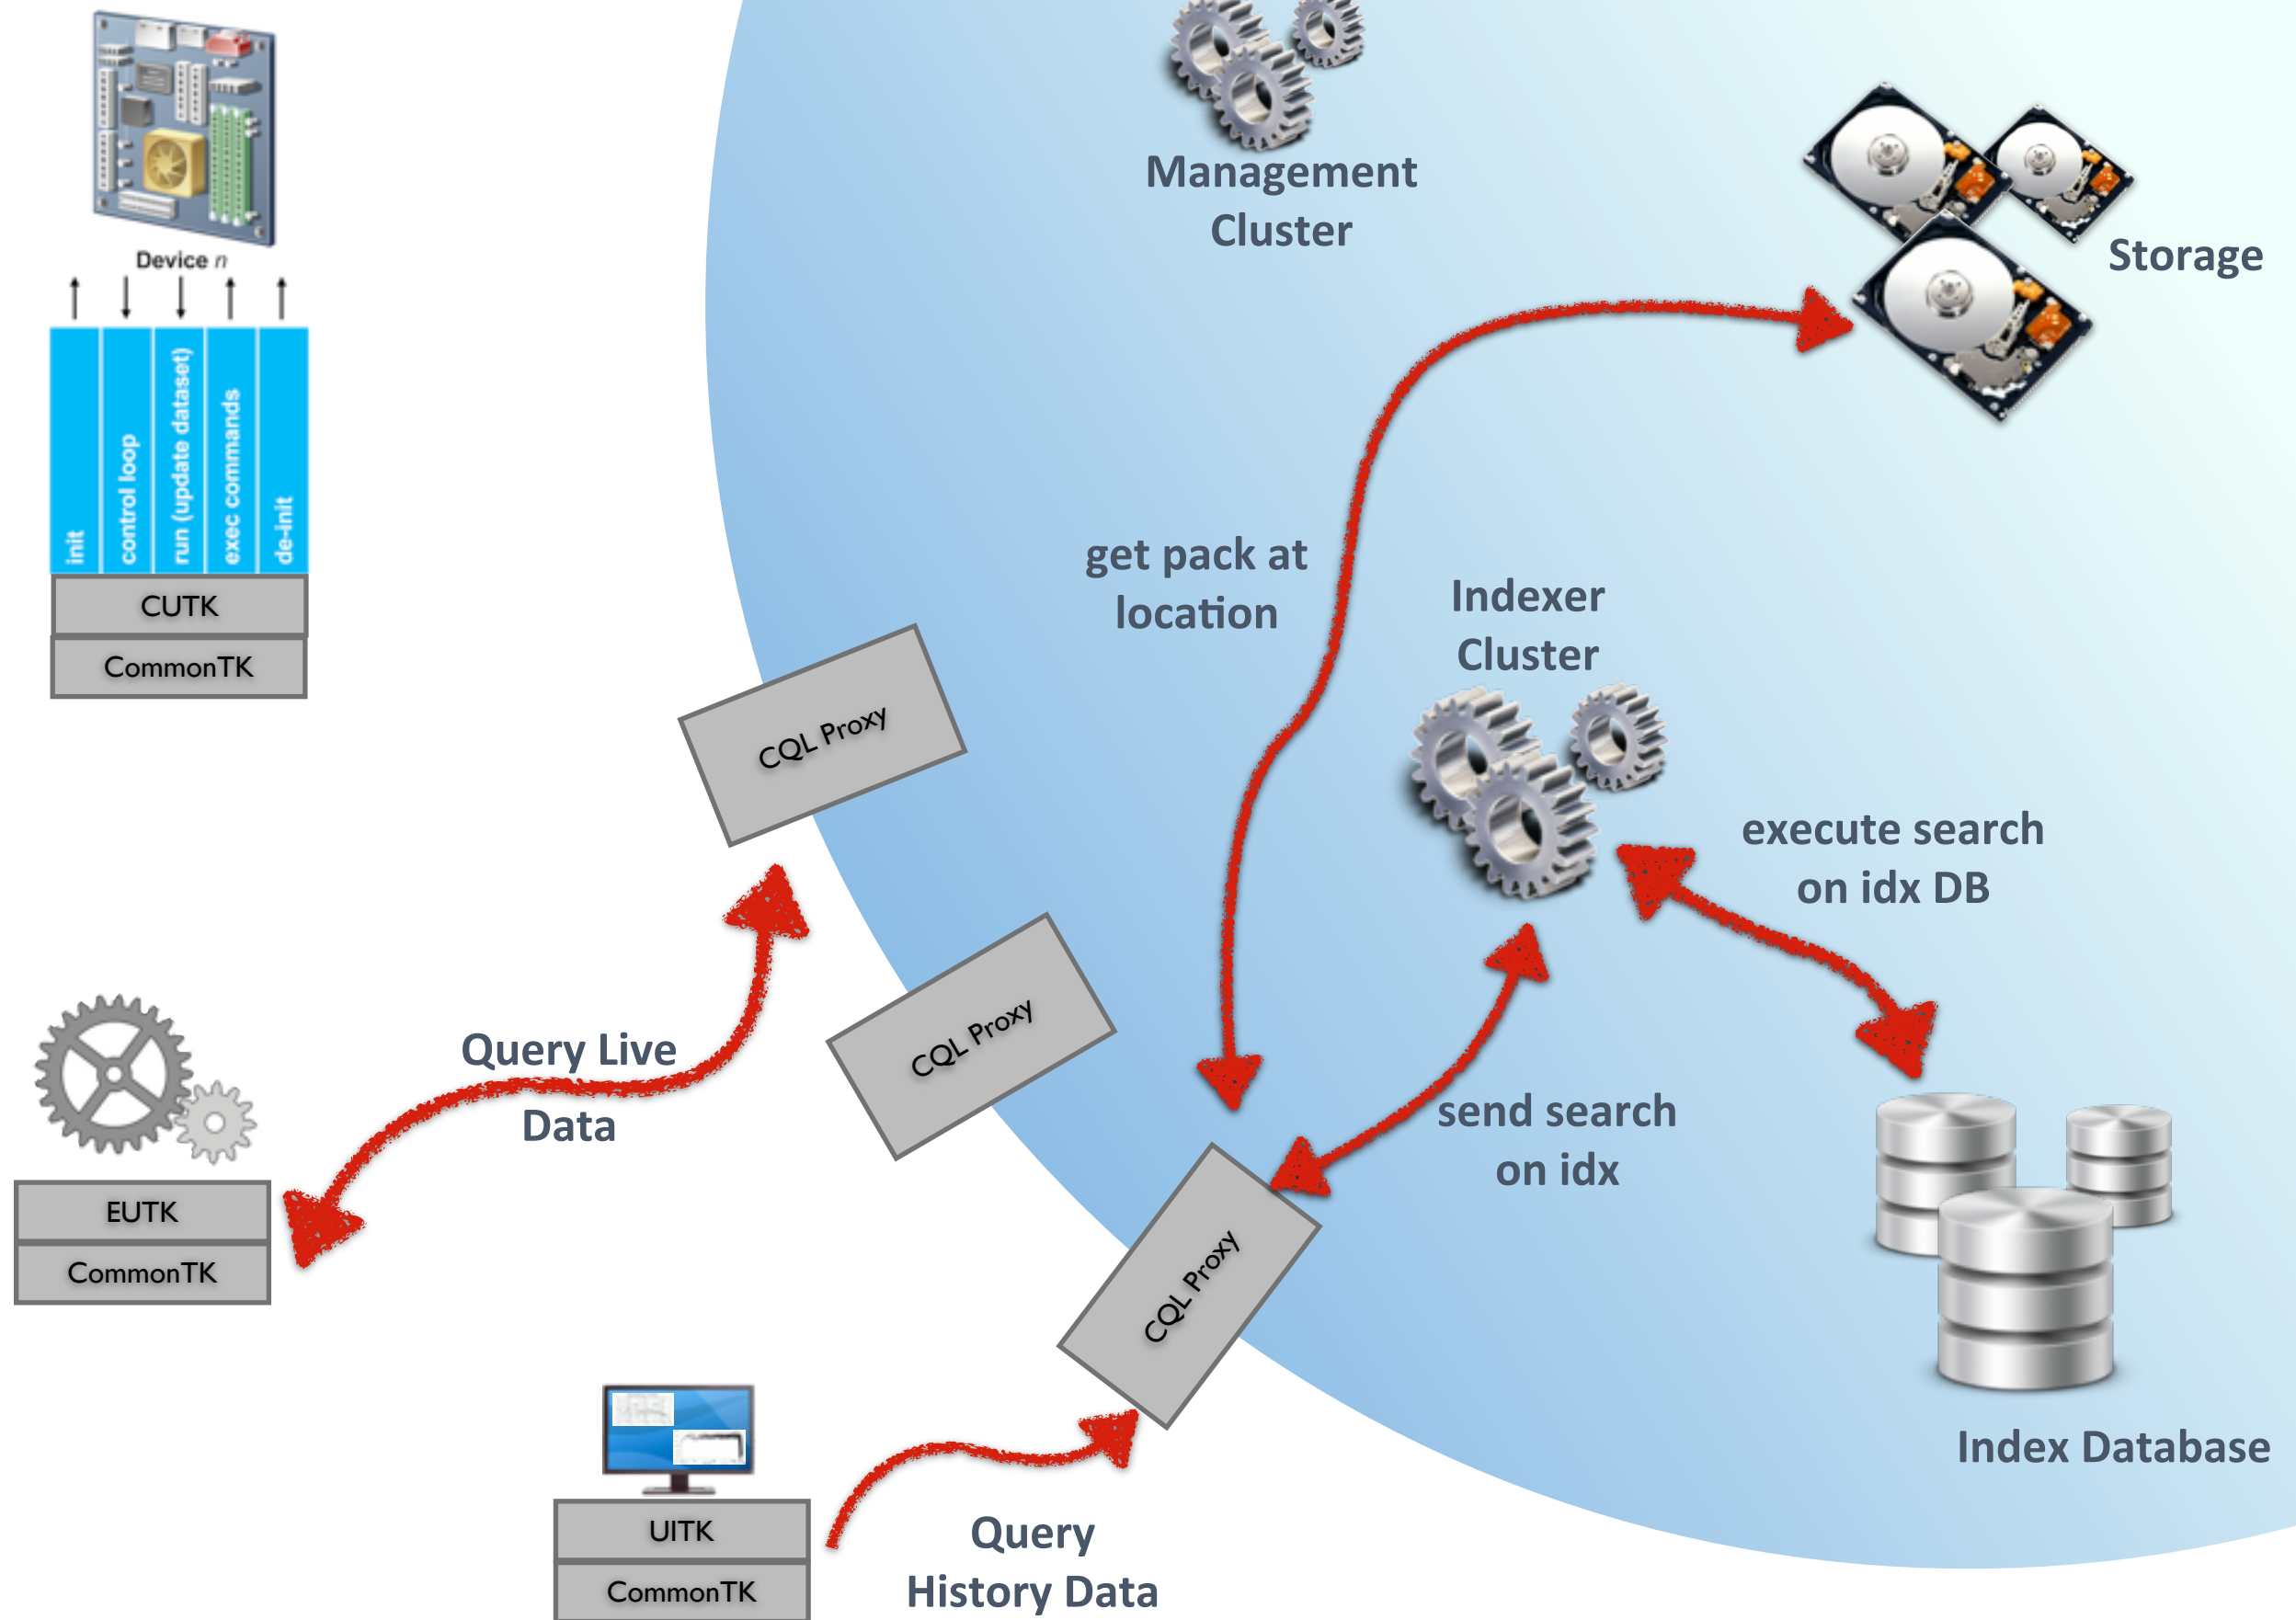 Management
Cluster
Storage
Device n
init
control loop
run (update dataset)
exec commands
de-init
CUTK
CommonTK
get pack at
location
Indexer
Cluster
CQL Proxy
execute search
on idx DB
CQL Proxy
Query Live
Data
send search
on idx
EUTK
CommonTK
CQL Proxy
Index Database
UITK
CommonTK
Query
History Data